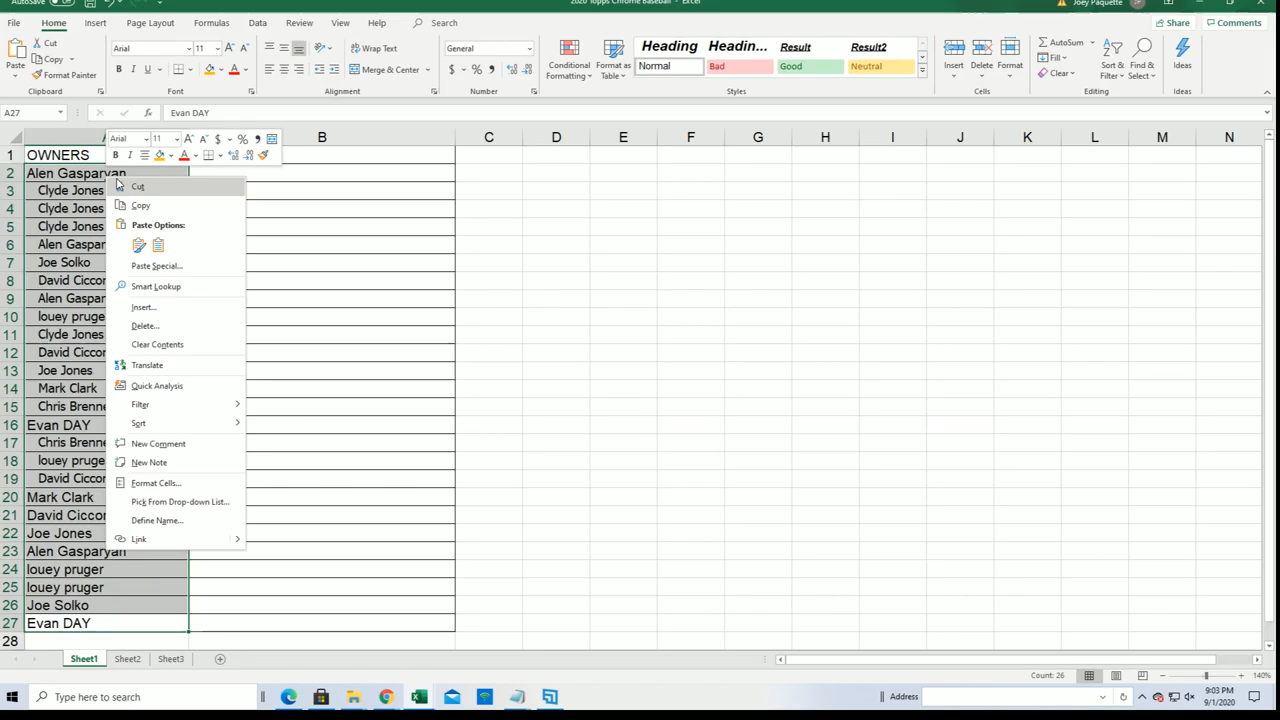 AutoSave Off
2020 Topps Chrome Baseball - Excel
Joey Paquette JP
File Home Insert Page Layout Formulas Data Review View Help Search
Share Comments
Paste Cut Copy Format Painter
Arial 11 B I U
Wrap Text
Merge & Center
General
$ % ,
Conditional Formatting
Format as Table
Heading Headin... Result Result2
Normal Bad Good Neutral
Insert Delete Format
AutoSum
Fill
Clear
Sort & Filter
Find & Select
Ideas
Clipboard Font Alignment Number Styles Cells Editing Ideas
A27 fx Evan DAY
A B C D E F G H I J K L M N
Arial 11 A A $ % ,
B I A
1 OWNERS
2 Alen Gasparyan
3 Clyde Jones
4 Clyde Jones
5 Clyde Jones
6 Alen Gaspar
7 Joe Solko
8 David Ciccor
9 Alen Gaspar
10 louey pruger
11 Clyde Jones
12 David Ciccor
13 Joe Jones
14 Mark Clark
15 Chris Brenne
16 Evan DAY
17 Chris Brenne
18 louey pruge
19 David Ciccor
20 Mark Clark
21 David Ciccor
22 Joe Jones
23 Alen Gasparyan
24 louey pruger
25 louey pruger
26 Joe Solko
27 Evan DAY
28
Cut
Copy
Paste Options:
Paste Special...
Smart Lookup
Insert...
Delete...
Clear Contents
Translate
Quick Analysis
Filter
Sort
New Comment
New Note
Format Cells...
Pick From Drop-down List...
Define Name...
Link
Sheet1 Sheet2 Sheet3
Count: 26 140%
Type here to search
Address
9:03 PM
9/1/2020